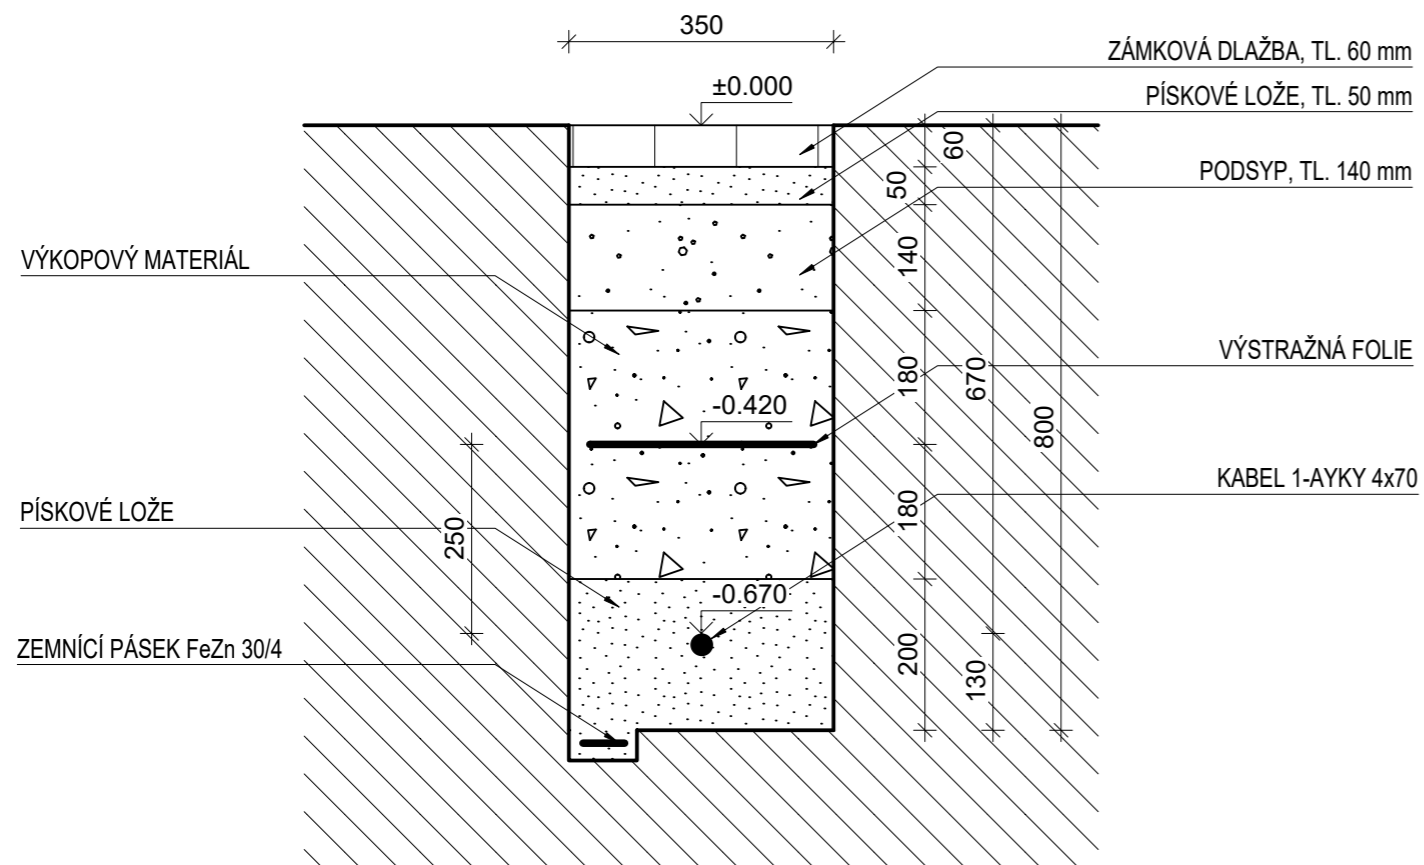 350
ZÁMKOVÁ DLAŽBA, TL. 60 mm
±0.000
PÍSKOVÉ LOŽE, TL. 50 mm
60
PODSYP, TL. 140 mm
50
140
VÝKOPOVÝ MATERIÁL
VÝSTRAŽNÁ FOLIE
180
670
-0.420
800
KABEL 1-AYKY 4x70
PÍSKOVÉ LOŽE
250
180
-0.670
ZEMNÍCÍ PÁSEK FeZn 30/4
200
130